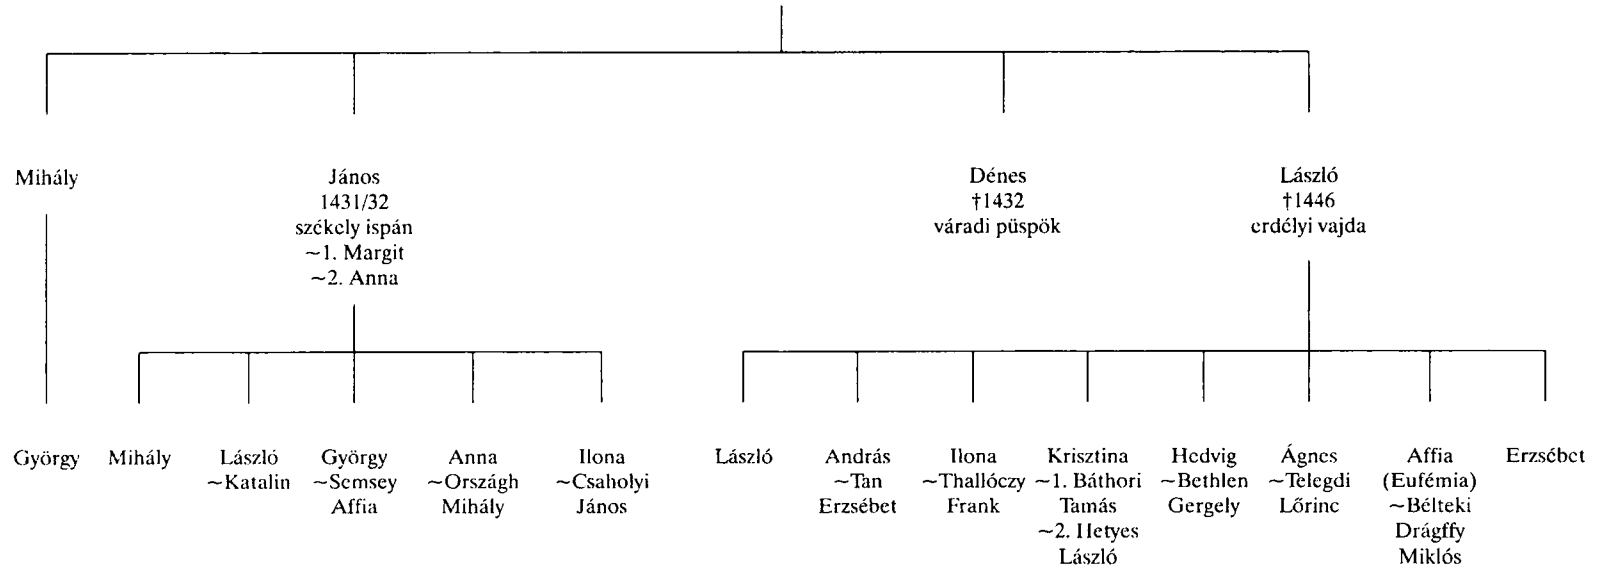 Mihály
János
1431/32
székely ispán
~1. Margit
~2. Anna
Dénes
†1432
váradi püspök
László
†1446
erdélyi vajda
György
Mihály
László
~Katalin
György
~Semsey
Affia
Anna
~Országh
Mihály
Ilona
~Csaholyi
János
László
András
~Tan
Erzsébet
Ilona
~Thallóczy
Frank
Krisztina
~1. Báthori
Tamás
~2. Hetyes
László
Hedvig
~Bethlen
Gergely
Ágnes
~Telegdi
Lőrinc
Affia
(Eufémia)
~Bélteki
Drágffy
Miklós
Erzsébet